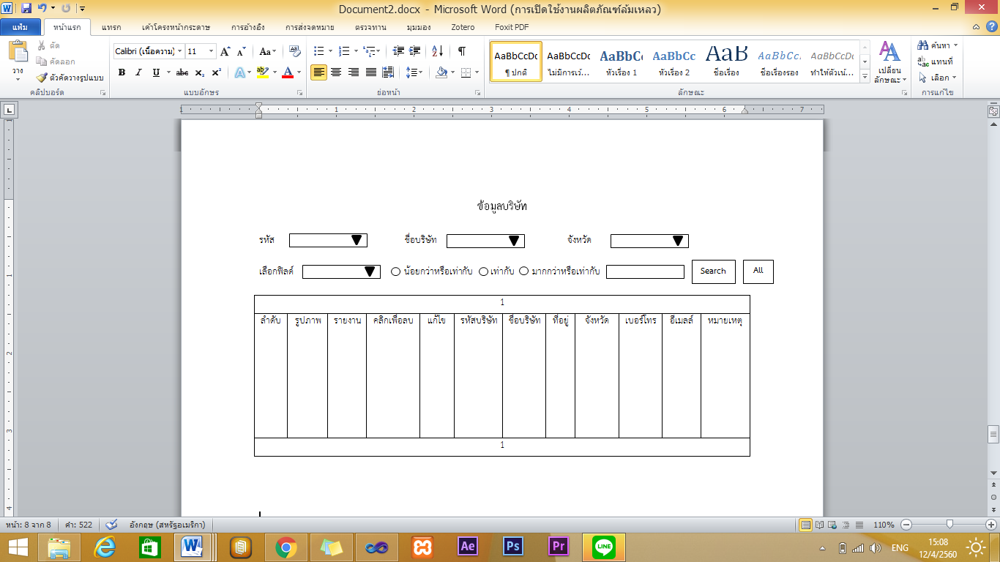 Document2.docx - Microsoft Word (การเปิดใช้งานผลิตภัณฑ์ล้มเหลว)
แฟ้ม หน้าแรก แทรก เค้าโครงหน้ากระดาษ การอ้างอิง การส่งจดหมาย ตรวจทาน มุมมอง Zotero Foxit PDF
วาง
ตัด
คัดลอก
ตัวคัดวางรูปแบบ
คลิปบอร์ด
Calibri (เนื้อความ) 11
แบบอักษร
ย่อหน้า
AaBbCcDc AaBbCcDc AaBbCc AaBbCc AaB AaBbCc. AaBbCcDc
¶ ปกติ ไม่มีการเว้... หัวเรื่อง 1 หัวเรื่อง 2 ชื่อเรื่อง ชื่อเรื่องรอง ทำให้ตัวเน้...
เปลี่ยน
ลักษณะ
ลักษณะ
ค้นหา
แทนที่
เลือก
การแก้ไข
1 1 2 3 4 5 6 7
ข้อมูลบริษัท
รหัส ชื่อบริษัท จังหวัด
เลือกฟิลด์ น้อยกว่าหรือเท่ากับ เท่ากับ มากกว่าหรือเท่ากับ Search All
1
ลำดับ รูปภาพ รายงาน คลิกเพื่อลบ แก้ไข รหัสบริษัท ชื่อบริษัท ที่อยู่ จังหวัด เบอร์โทร อีเมลล์ หมายเหตุ
1
หน้า: 8 จาก 8 คำ: 522 อังกฤษ (สหรัฐอเมริกา) 110%
ENG 15:08
12/4/2560